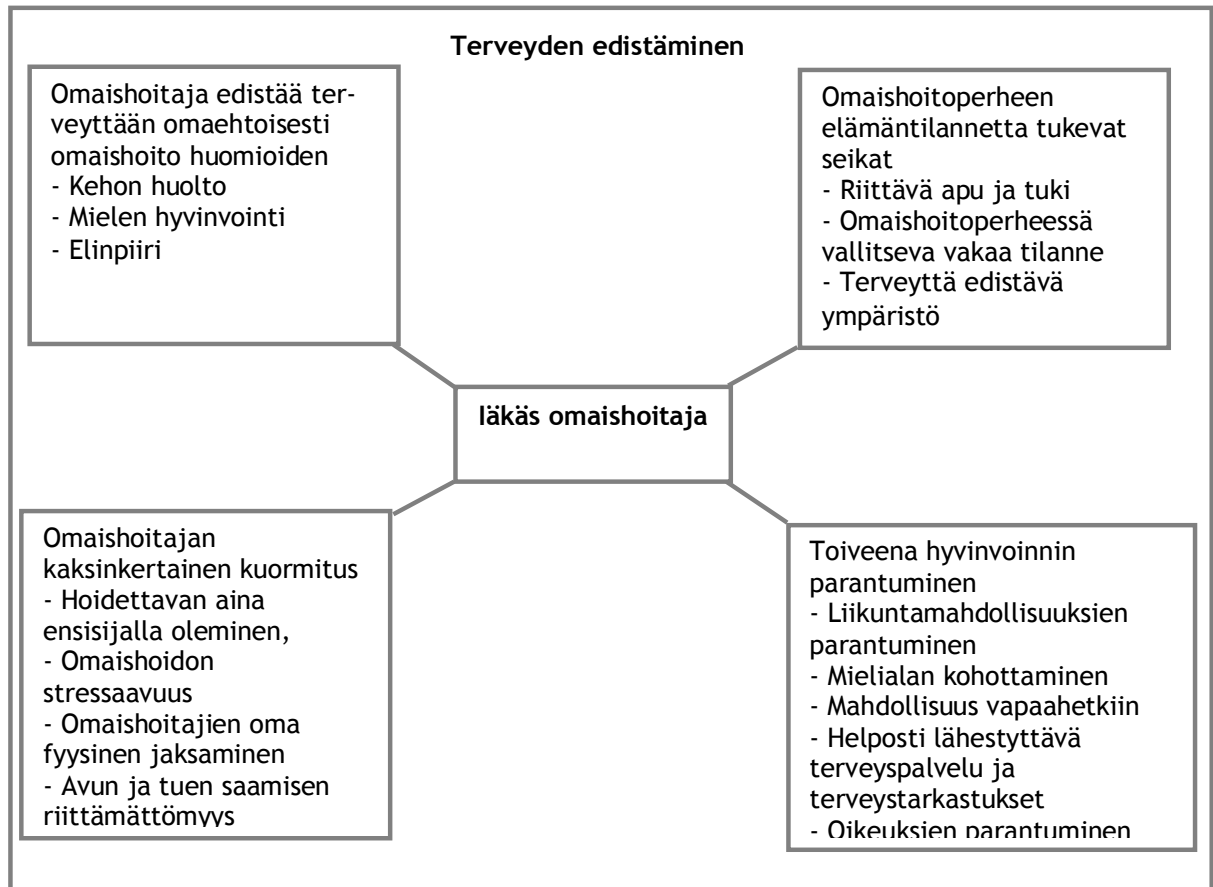 Terveyden edistäminen
Omaishoitaja edistää ter-
veyttään omaehtoisesti
omaishoito huomioiden
- Kehon huolto
- Mielen hyvinvointi
- Elinpiiri
Omaishoitoperheen
elämäntilannetta tukevat
seikat
- Riittävä apu ja tuki
- Omaishoitoperheessä
vallitseva vakaa tilanne
- Terveyttä edistävä
ympäristö
Iäkäs omaishoitaja
Omaishoitajan
kaksinkertainen kuormitus
- Hoidettavan aina
ensisijalla oleminen,
- Omaishoidon
stressaavuus
- Omaishoitajien oma
fyysinen jaksaminen
- Avun ja tuen saamisen
riittämättömyys
Toiveena hyvinvoinnin
parantuminen
- Liikuntamahdollisuuksien
parantuminen
- Mielialan kohottaminen
- Mahdollisuus vapaahetkiin
- Helposti lähestyttävä
terveyspalvelu ja
terveystarkastukset
- Oikeuksien parantuminen